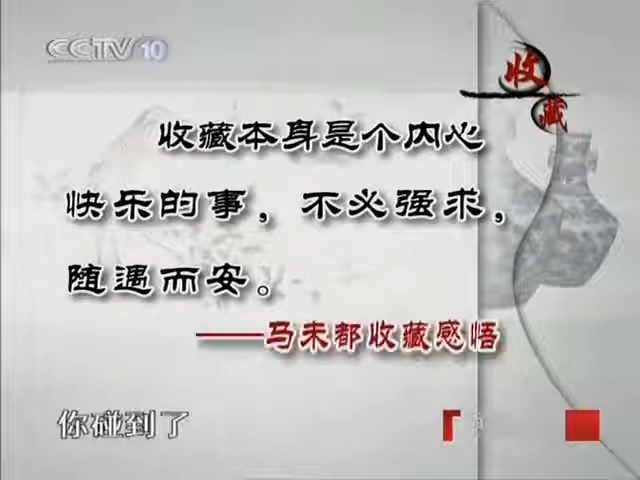 CCTV 10
收藏
收藏本身是个内心
快乐的事，不必强求，
随遇而安。
——马未都收藏感悟
你碰到了